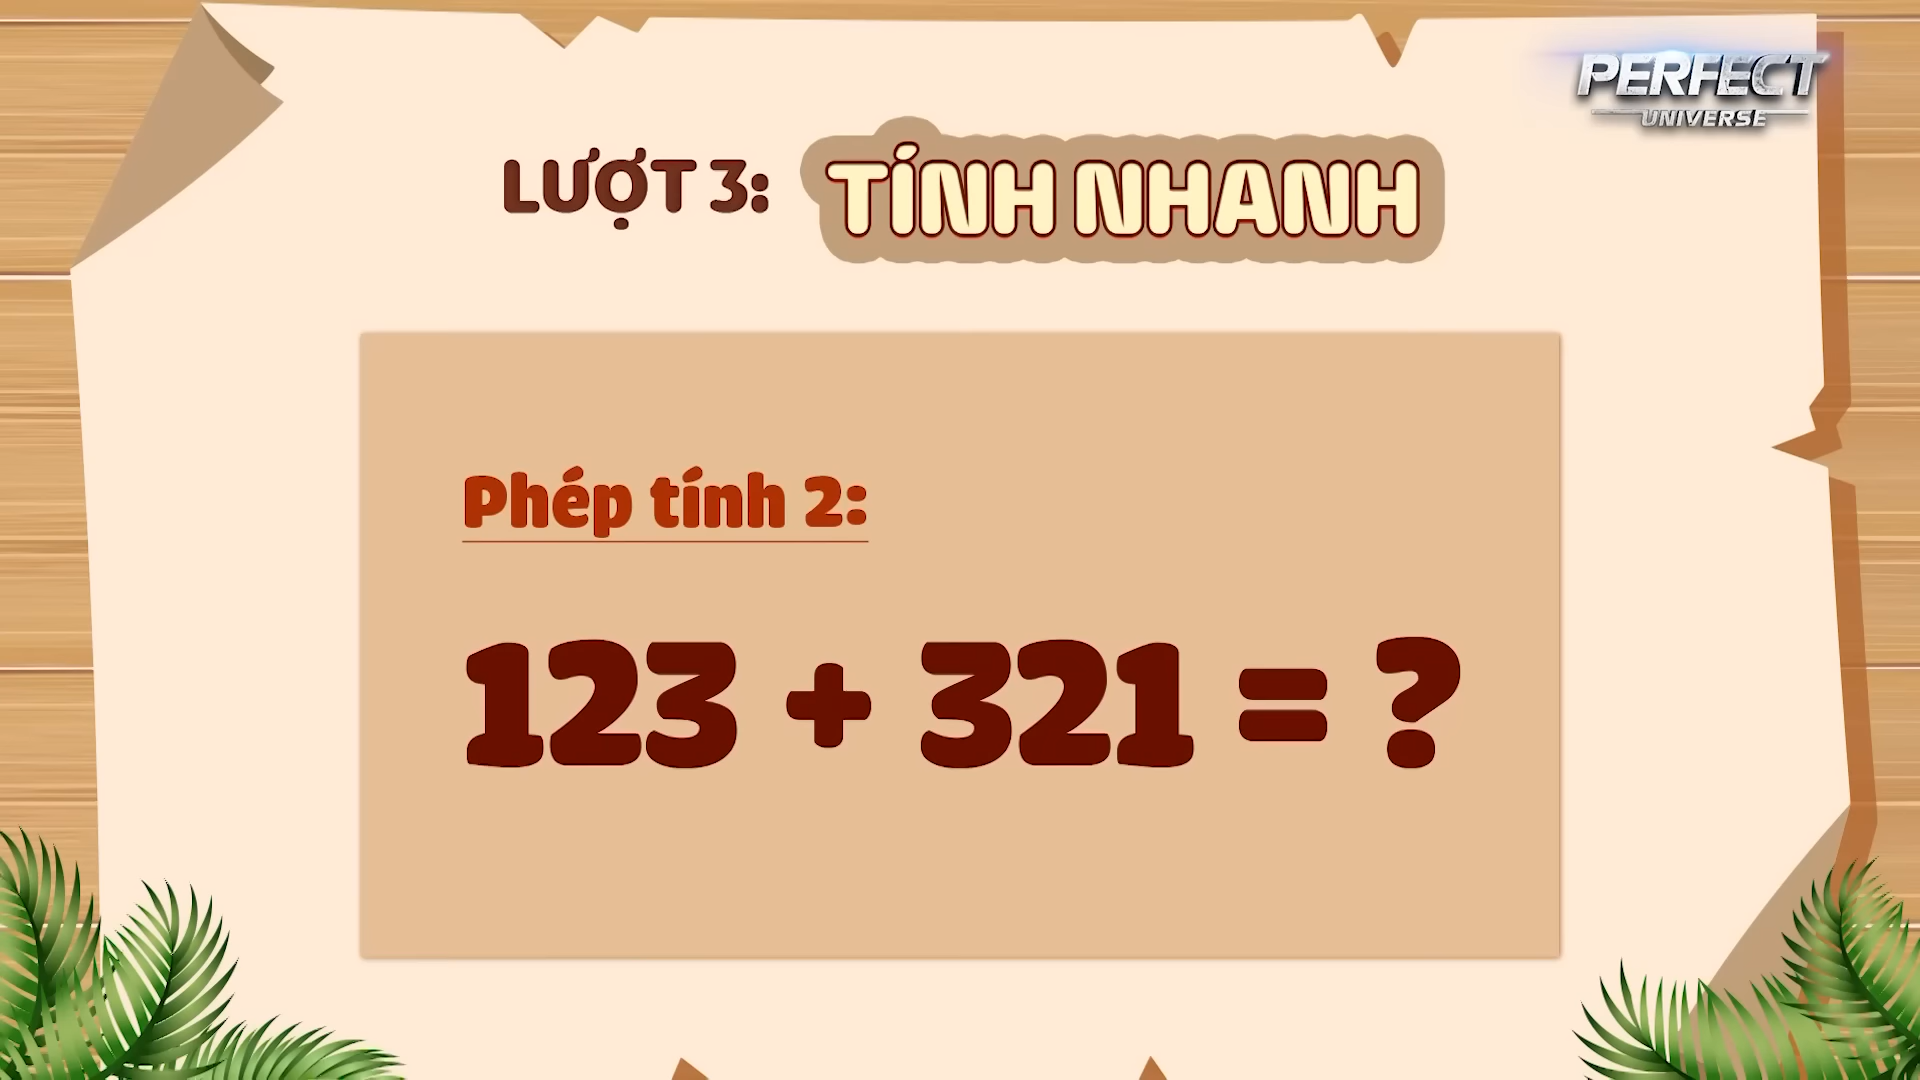 PERFECT
UNIVERSE
LƯỢT 3: TÍNH NHANH
Phép tính 2:
123 + 321 = ?